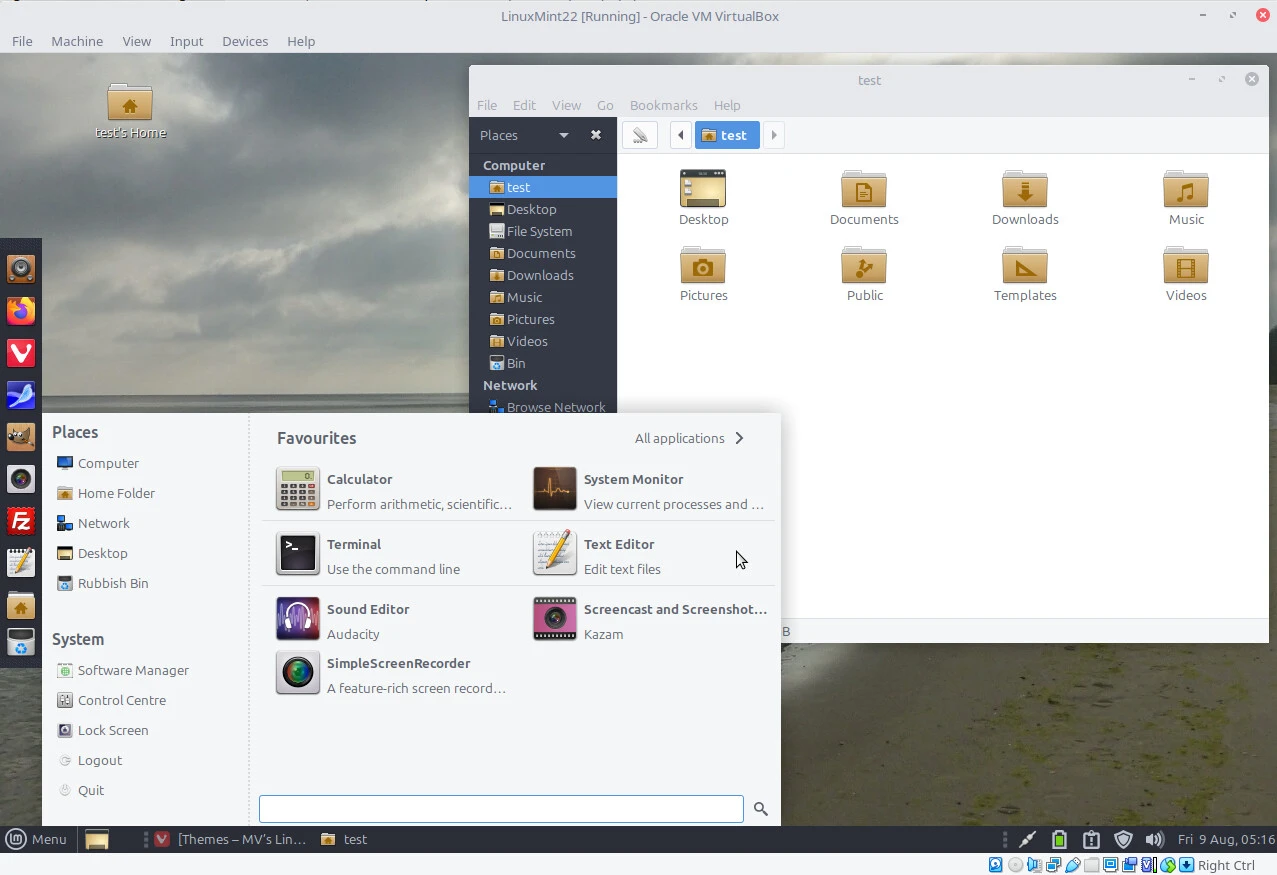 LinuxMint22 [Running] - Oracle VM VirtualBox
File Machine View Input Devices Help
test's Home
test
File Edit View Go Bookmarks Help
Places
test
Computer
test
Desktop
File System
Documents
Downloads
Music
Pictures
Videos
Bin
Network
Browse Network
Desktop Documents Downloads Music
Pictures Public Templates Videos
B
Places
Computer
Home Folder
Network
Desktop
Rubbish Bin
System
Software Manager
Control Centre
Lock Screen
Logout
Quit
Favourites
All applications
Calculator
Perform arithmetic, scientific...
System Monitor
View current processes and ...
Terminal
Use the command line
Text Editor
Edit text files
Sound Editor
Audacity
Screencast and Screenshot...
Kazam
SimpleScreenRecorder
A feature-rich screen record...
Menu
[Themes – MV's Lin...
test
Fri 9 Aug, 05:16
Right Ctrl